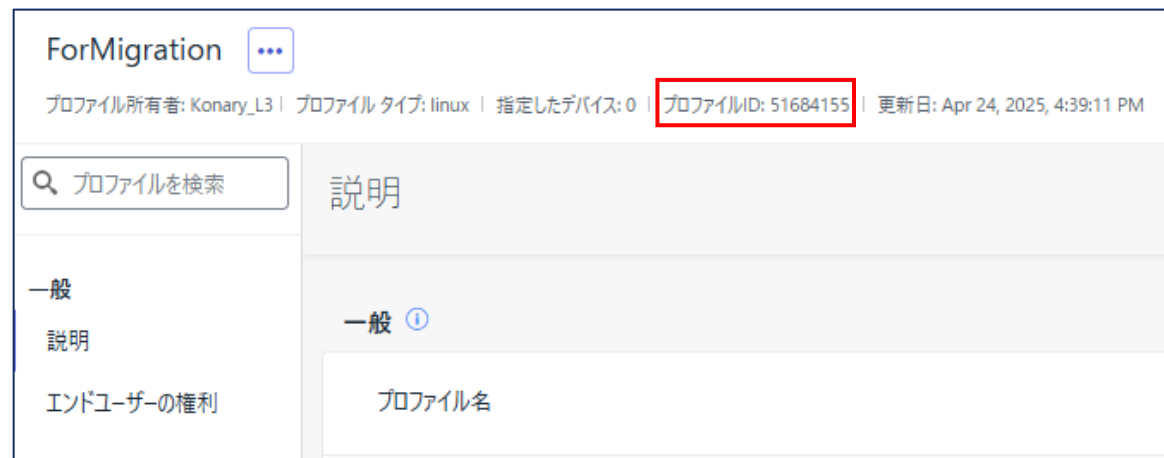 ForMigration
プロファイル所有者: Konary_L3 | プロファイル タイプ: linux | 指定したデバイス: 0 | プロファイルID: 51684155 | 更新日: Apr 24, 2025, 4:39:11 PM
プロファイルを検索
説明
一般
説明
エンドユーザーの権利
一般
プロファイル名